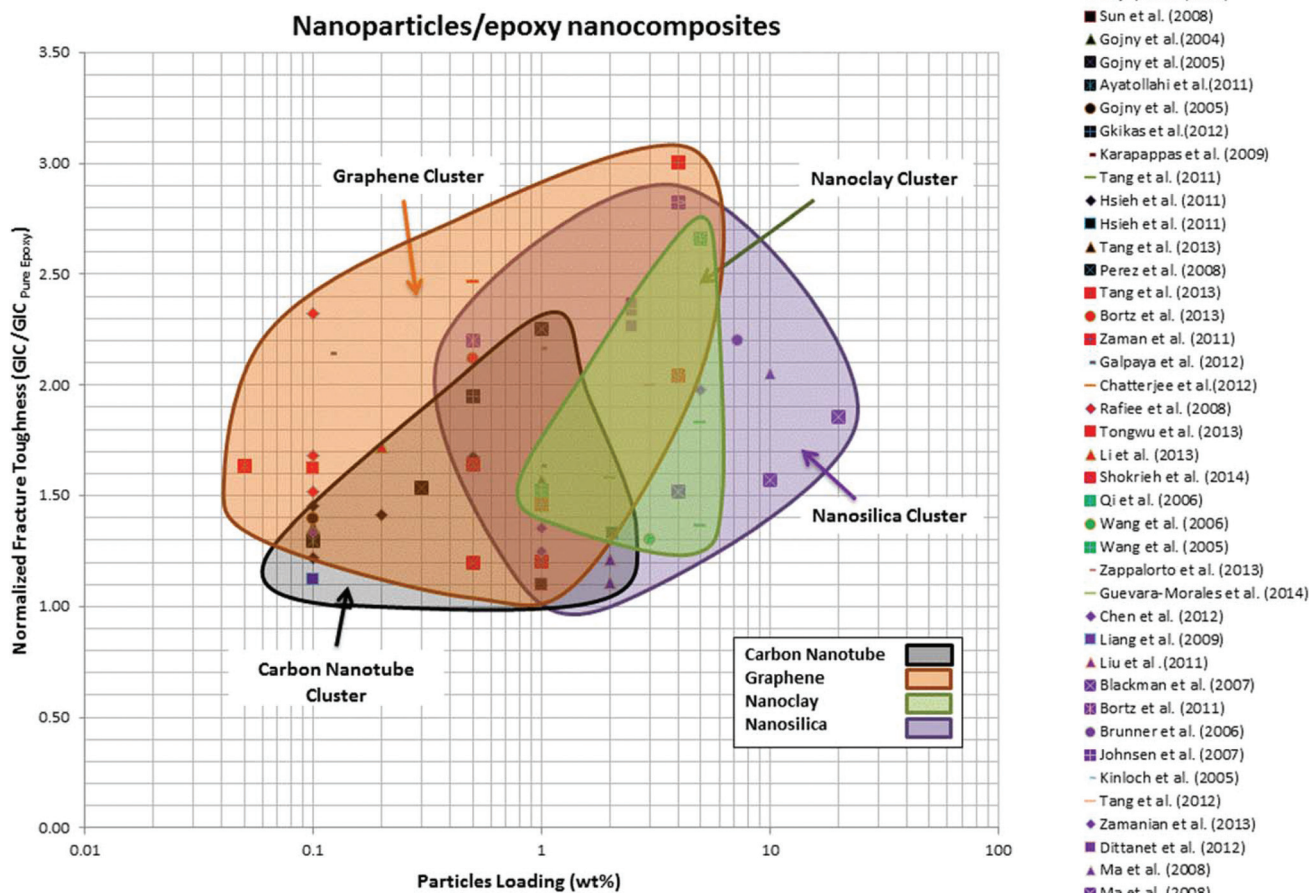 Nanoparticles/epoxy nanocomposites
3.50
3.00
2.50
2.00
1.50
1.00
0.50
0.00
Normalized Fracture Toughness (GIC /GIC Pure Epoxy)
0.01
0.1
1
10
100
Particles Loading (wt%)
Graphene Cluster
Nanoclay Cluster
Nanosilica Cluster
Carbon Nanotube
Cluster
Carbon Nanotube
Graphene
Nanoclay
Nanosilica
Sun et al. (2008)
Gojny et al.(2004)
Gojny et al. (2005)
Ayatollahi et al.(2011)
Gojny et al. (2005)
Gkikas et al.(2012)
Karapappas et al. (2009)
Tang et al. (2011)
Hsieh et al. (2011)
Hsieh et al. (2011)
Tang et al. (2013)
Perez et al. (2008)
Tang et al. (2013)
Bortz et al. (2013)
Zaman et al. (2011)
Galpaya et al. (2012)
Chatterjee et al.(2012)
Rafiee et al. (2008)
Tongwu et al. (2013)
Li et al. (2013)
Shokrieh et al. (2014)
Qi et al. (2006)
Wang et al. (2006)
Wang et al. (2005)
Zappalorto et al. (2013)
Guevara-Morales et al. (2014)
Chen et al. (2012)
Liang et al. (2009)
Liu et al .(2011)
Blackman et al. (2007)
Bortz et al. (2011)
Brunner et al. (2006)
Johnsen et al. (2007)
Kinloch et al. (2005)
Tang et al. (2012)
Zamanian et al. (2013)
Dittanet et al. (2012)
Ma et al. (2008)
Ma et al. (2008)